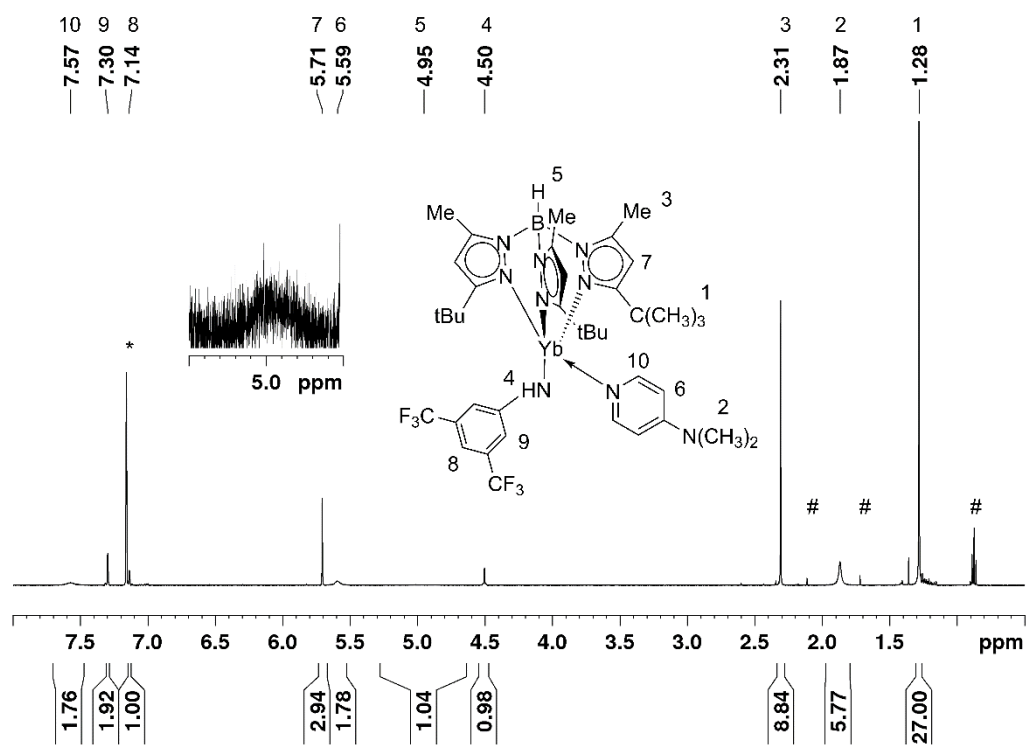 10 9 8 7 6 5 4 3 2 1
7.57 7.30 7.14 5.71 5.59 4.95 4.50 2.31 1.87 1.28
H 5
Me B Me Me 3
N N N
N N N 7
tBu tBu C(CH3)3 1
Yb
4 HN N 10
6
F3C 9 N(CH3)2 2
8
CF3
5.0 ppm
*
# # #
7.5 7.0 6.5 6.0 5.5 5.0 4.5 4.0 3.5 3.0 2.5 2.0 1.5 ppm
1.76 1.92 1.00 2.94 1.78 1.04 0.98 8.84 5.77 27.00